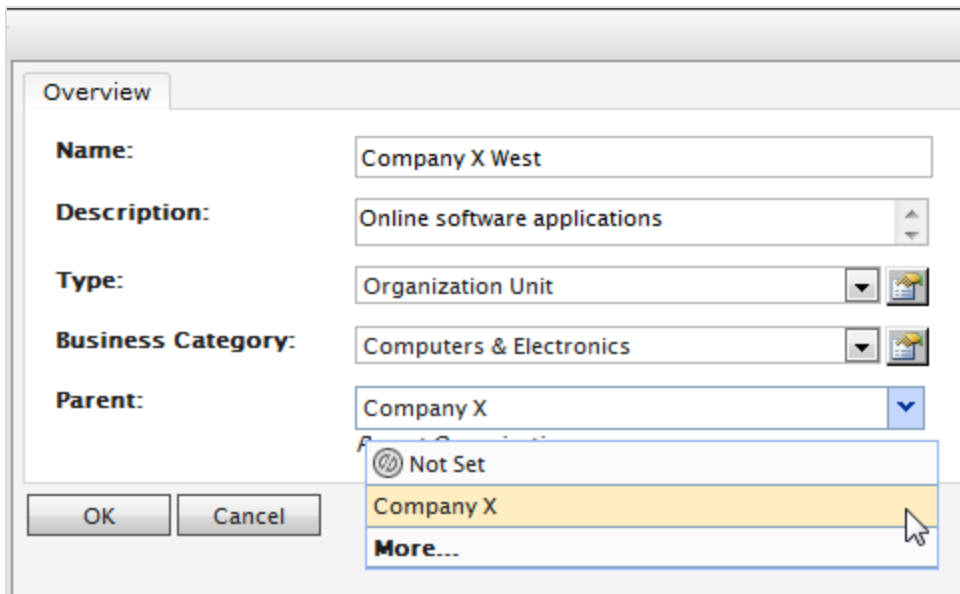 Overview
Name: Company X West
Description: Online software applications
Type: Organization Unit
Business Category: Computers & Electronics
Parent: Company X
Not Set
Company X
More...
OK Cancel